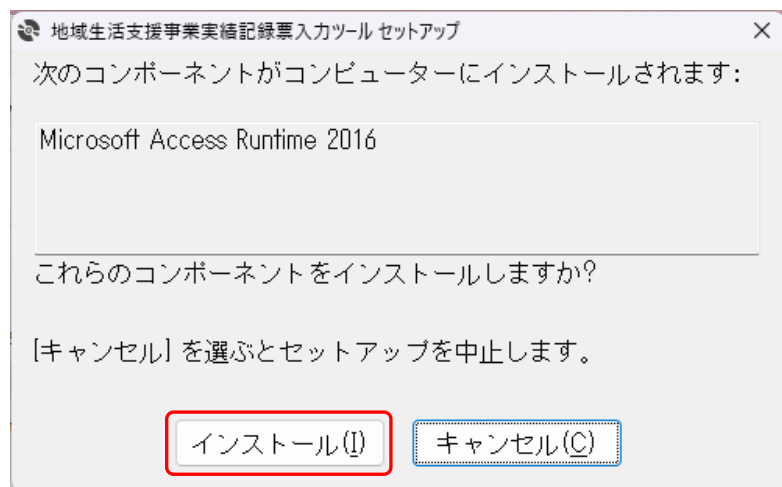 地域生活支援事業実績記録票入力ツール セットアップ
次のコンポーネントがコンピューターにインストールされます:
Microsoft Access Runtime 2016
これらのコンポーネントをインストールしますか?
[キャンセル] を選ぶとセットアップを中止します。
インストール(I) キャンセル(C)